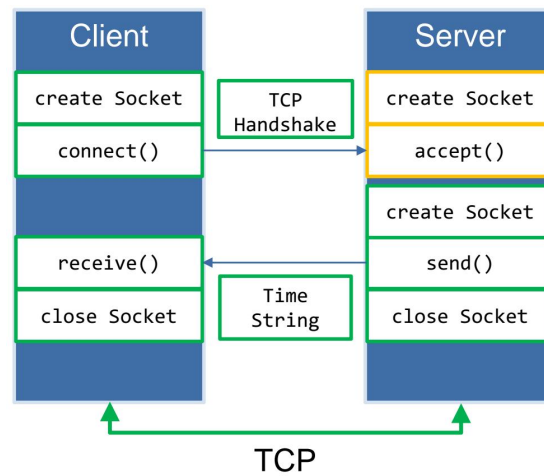 Client
Server
create Socket
TCP
Handshake
create Socket
connect()
accept()
create Socket
receive()
send()
close Socket
Time
String
close Socket
TCP